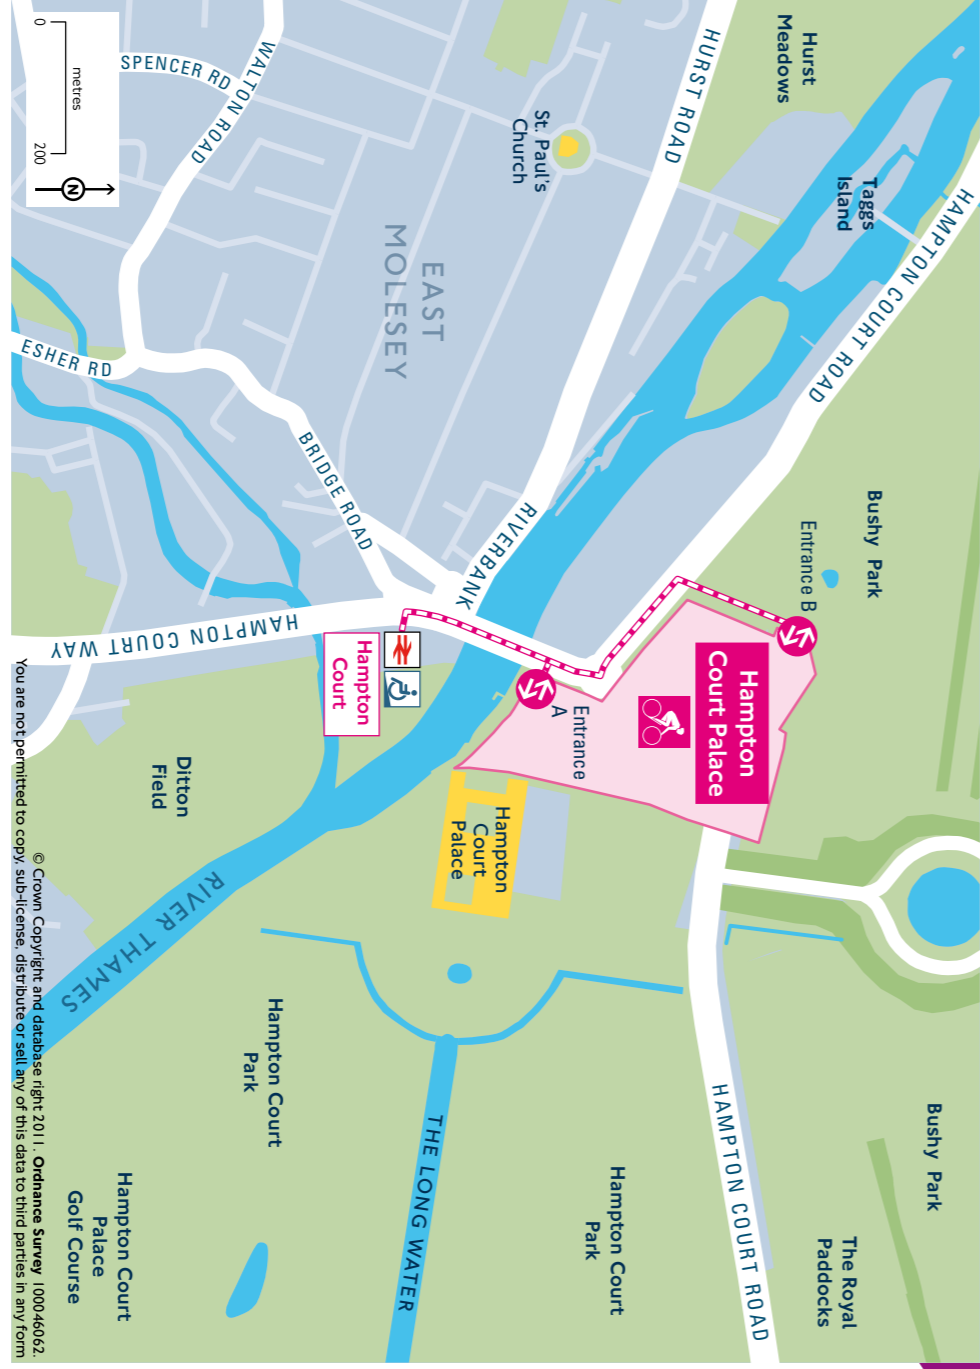 HAMPTON COURT ROAD
Bushy Park
Bushy Park
Taggs
Island
Hurst
Meadows
Entrance B
The Royal
Paddocks
Hampton
Court Palace
HAMPTON COURT ROAD
HURST ROAD
Entrance
A
Hampton Court
Park
St. Paul's
Church
RIVERBANK
Hampton
Court
Palace
EAST
MOLESEY
THE LONG WATER
BRIDGE ROAD
Hampton
Court
WALTON ROAD
SPENCER RD
HAMPTON COURT WAY
Hampton Court
Park
Ditton
Field
RIVER THAMES
ESHER RD
Hampton Court
Palace
Golf Course
0
metres
200
N
© Crown Copyright and database right 2011. Ordnance Survey 100046062.
You are not permitted to copy, sub-license, distribute or sell any of this data to third parties in any form